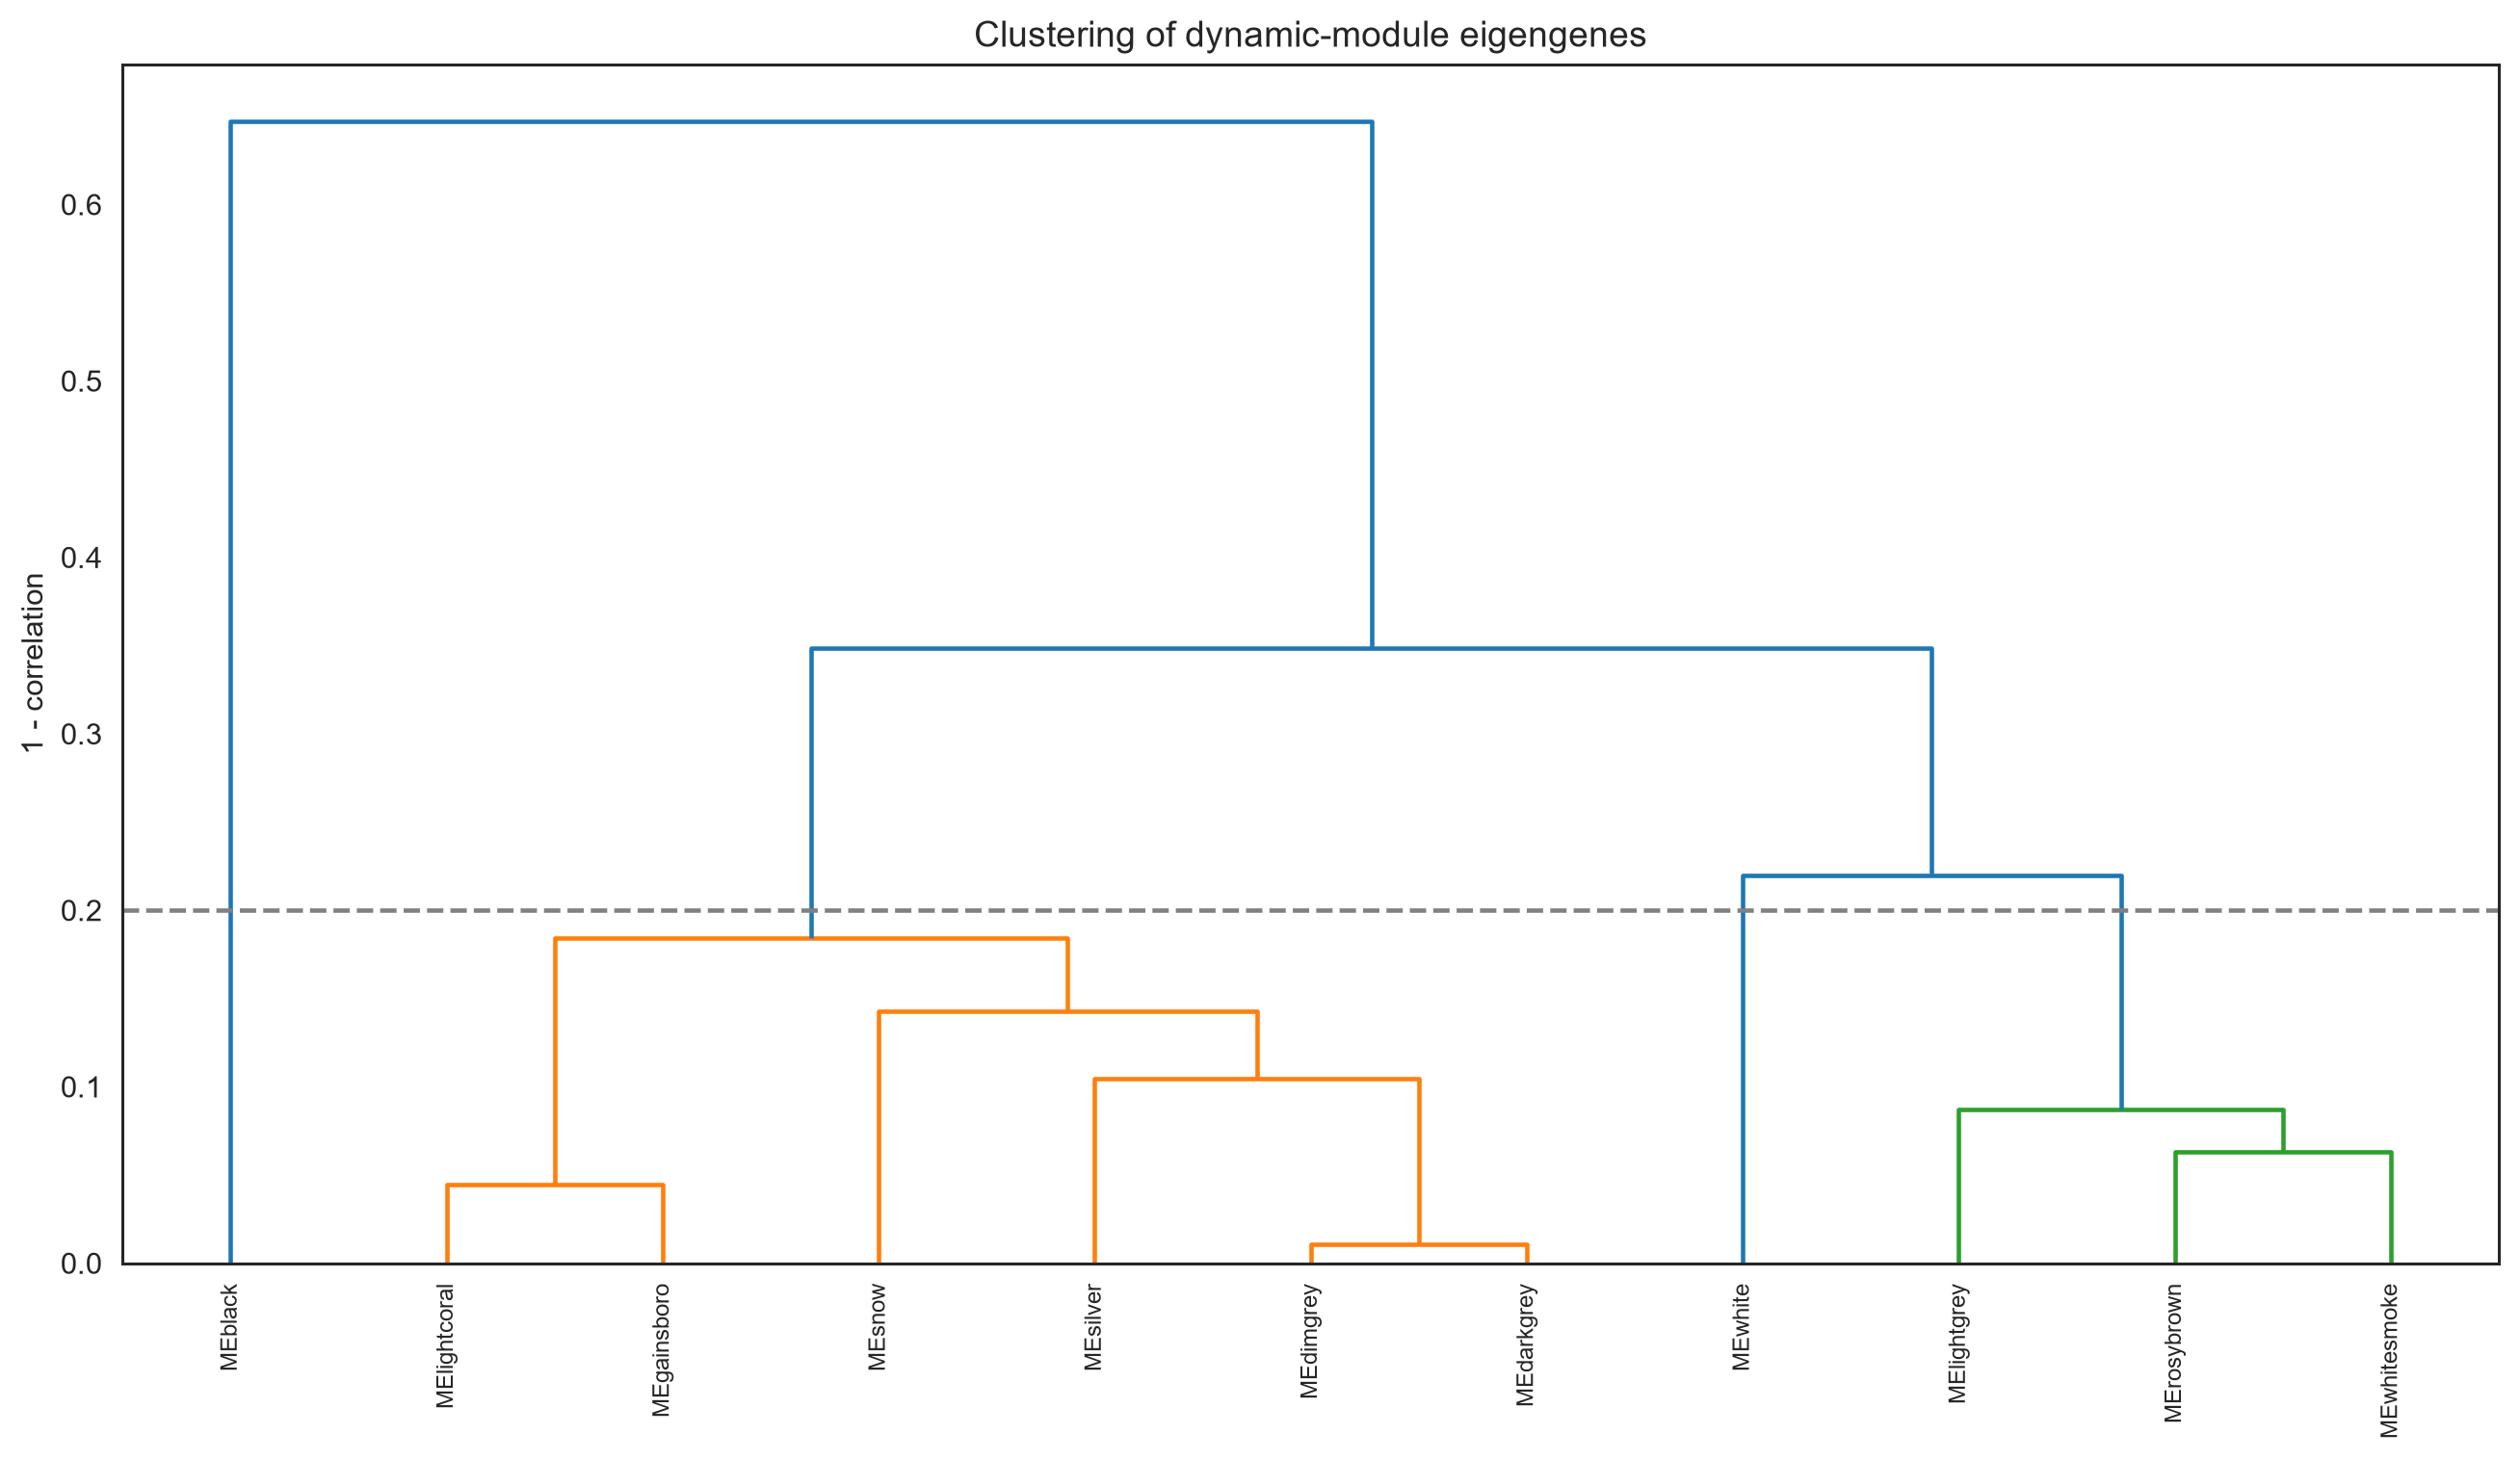 Clustering of dynamic-module eigengenes
1 - correlation
0.6
0.5
0.4
0.3
0.2
0.1
0.0
MEblack
MElightcoral
MEgainsboro
MEsnow
MEsilver
MEdimgrey
MEdarkgrey
MEwhite
MElightgrey
MErosybrown
MEwhitesmoke